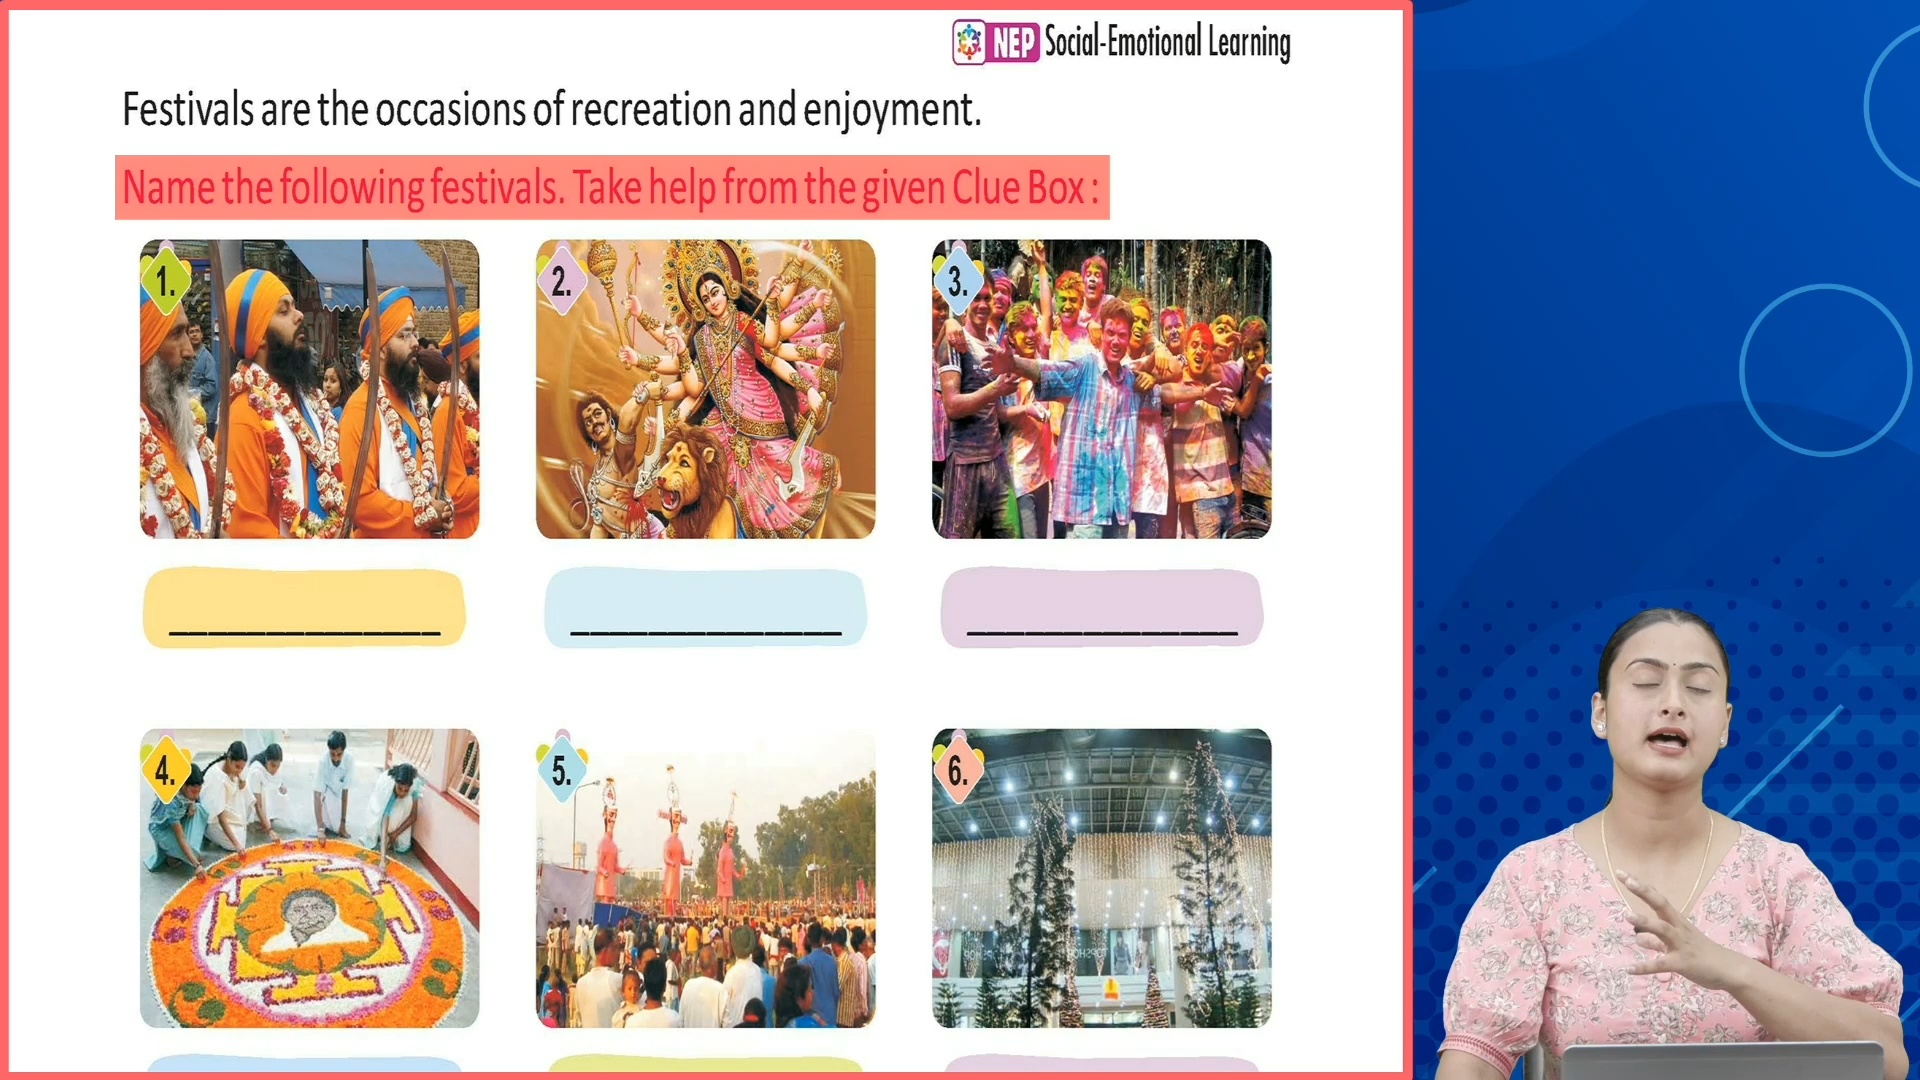 NEP Social-Emotional Learning
Festivals are the occasions of recreation and enjoyment.
Name the following festivals. Take help from the given Clue Box :
1.
2.
3.
4.
5.
6.